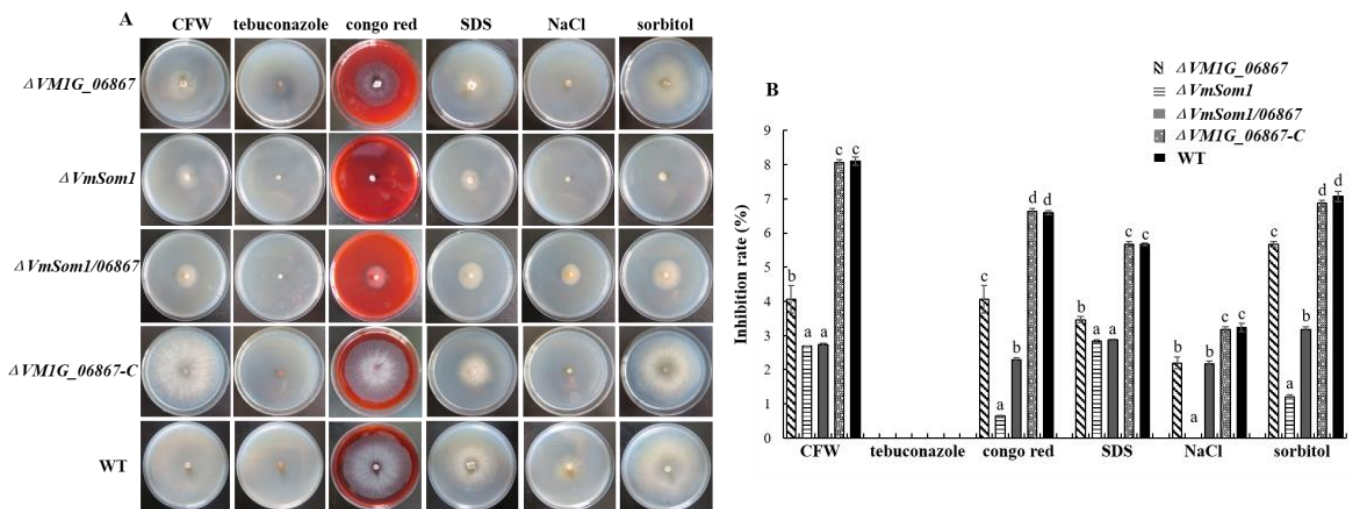 A
CFW tebuconazole congo red SDS NaCl sorbitol
ΔVM1G_06867
ΔVmSom1
ΔVmSom1/06867
ΔVM1G_06867-C
WT
B
ΔVM1G_06867
ΔVmSom1
ΔVmSom1/06867
ΔVM1G_06867-C
WT
Inhibition rate (%)
9
8
7
6
5
4
3
2
1
0
b a a c c
c a b d d
b a a c c
b a b c c
c a b d d
CFW tebuconazole congo red SDS NaCl sorbitol